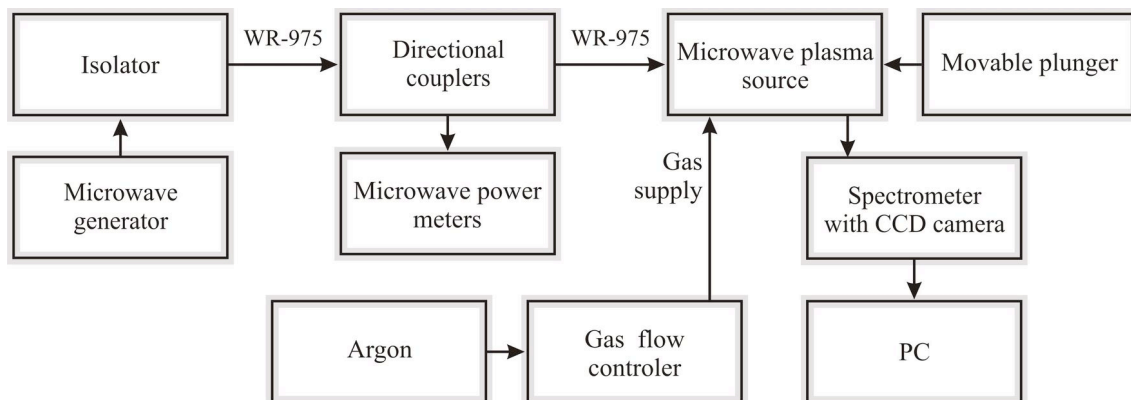 Isolator
WR-975
Directional
couplers
WR-975
Microwave plasma
source
Movable plunger
Microwave
generator
Microwave power
meters
Gas
supply
Spectrometer
with CCD camera
Argon
Gas flow
controler
PC